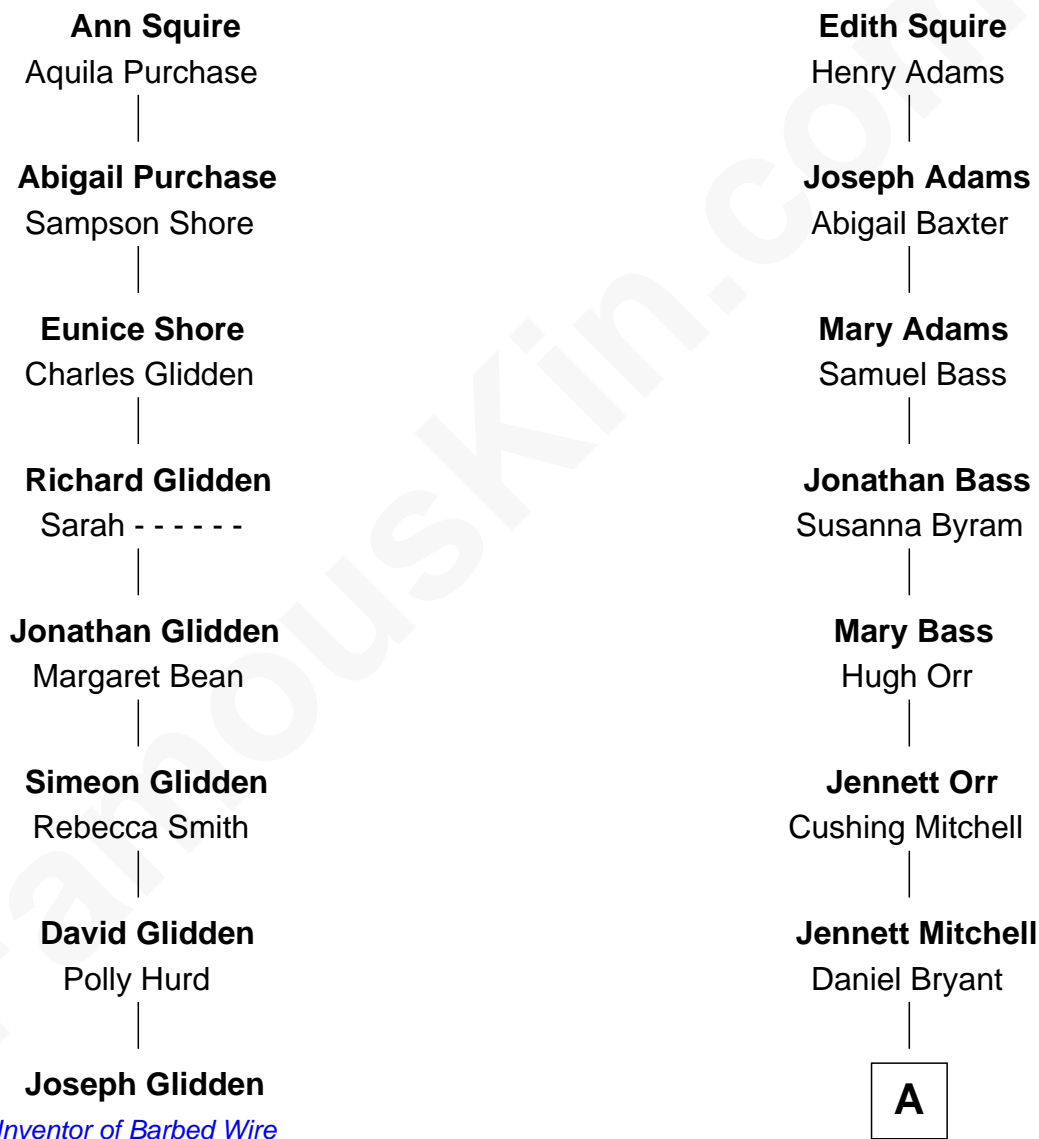 Ann Squire
Aquila Purchase
Abigail Purchase
Sampson Shore
Eunice Shore
Charles Glidden
Richard Glidden
Sarah - - - - - -
Jonathan Glidden
Margaret Bean
Simeon Glidden
Rebecca Smith
David Glidden
Polly Hurd
Joseph Glidden
Inventor of Barbed Wire
Edith Squire
Henry Adams
Joseph Adams
Abigail Baxter
Mary Adams
Samuel Bass
Jonathan Bass
Susanna Byram
Mary Bass
Hugh Orr
Jennett Orr
Cushing Mitchell
Jennett Mitchell
Daniel Bryant
A
FamousKin.com